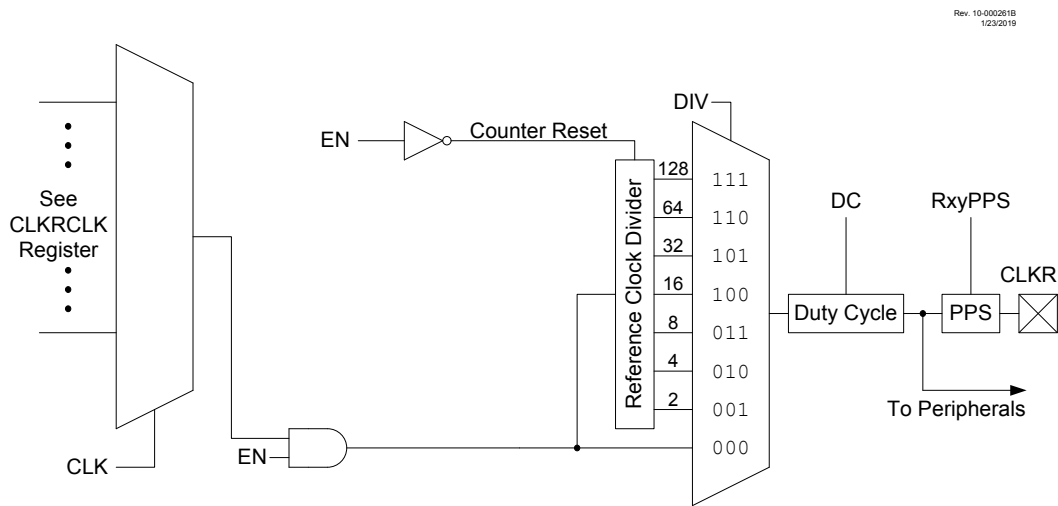 Rev. 10-000261B
1/23/2019
See
CLKRCLK
Register
CLK
EN
EN
Counter Reset
Reference Clock Divider
DIV
128
64
32
16
8
4
2
111
110
101
100
011
010
001
000
DC
Duty Cycle
RxyPPS
PPS
CLKR
To Peripherals